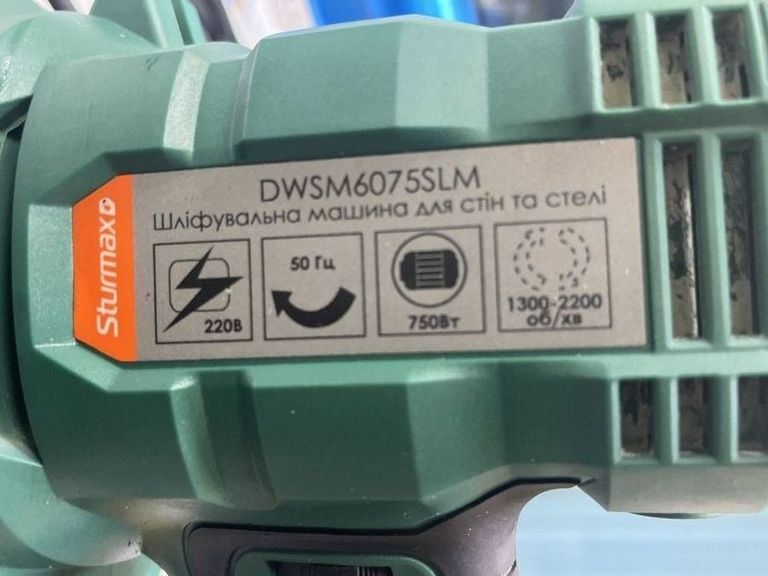 Sturmax
DWSM6075SLM
Шліфувальна машина для стін та стелі
220В
50 Гц
750Вт
1300-2200
об/хв